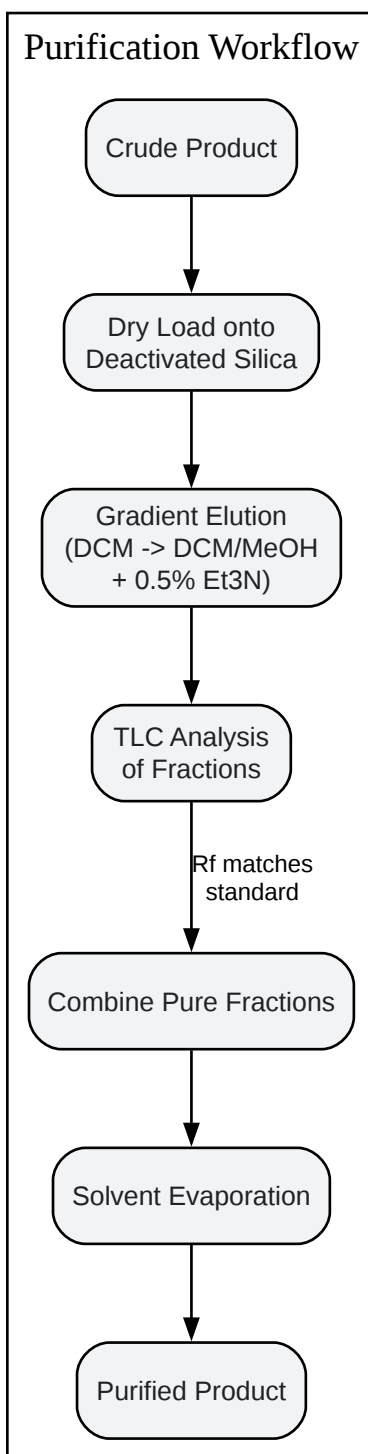 Purification Workflow
Crude Product
Dry Load onto
Deactivated Silica
Gradient Elution
(DCM -> DCM/MeOH
+ 0.5% Et3N)
TLC Analysis
of Fractions
Rf matches
standard
Combine Pure Fractions
Solvent Evaporation
Purified Product